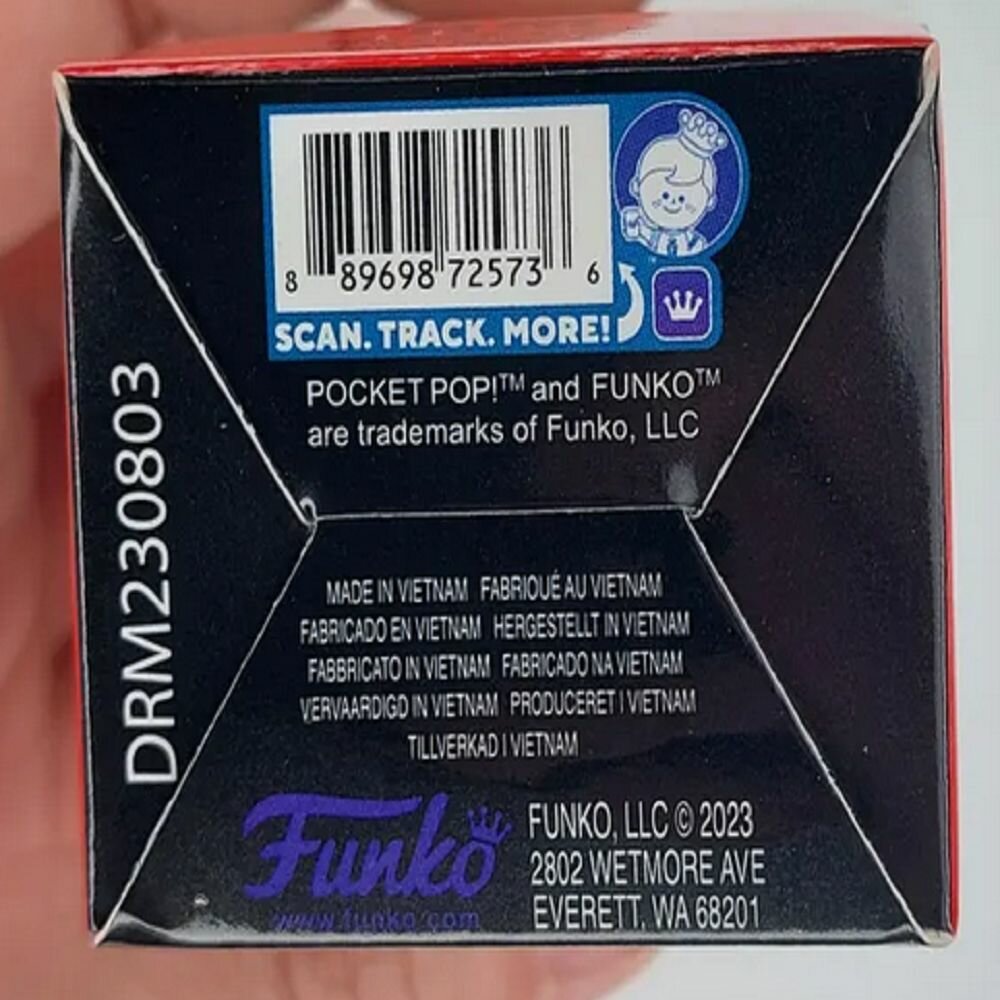 8 89698 72573 6
SCAN. TRACK. MORE!
POCKET POP!™ and FUNKO™
are trademarks of Funko, LLC
DRM230803
MADE IN VIETNAM FABRIOUÉ AU VIETNAM
FABRICADO EN VIETNAM HERGESTELLT IN VIETNAM
FABBRICATO IN VIETNAM FABRICADO NA VIETNAM
VERVAARDIGD IN VIETNAM PRODUCERET I VIETNAM
TILLVERKAD I VIETNAM
Funko
www.funko.com
FUNKO, LLC © 2023
2802 WETMORE AVE
EVERETT, WA 68201